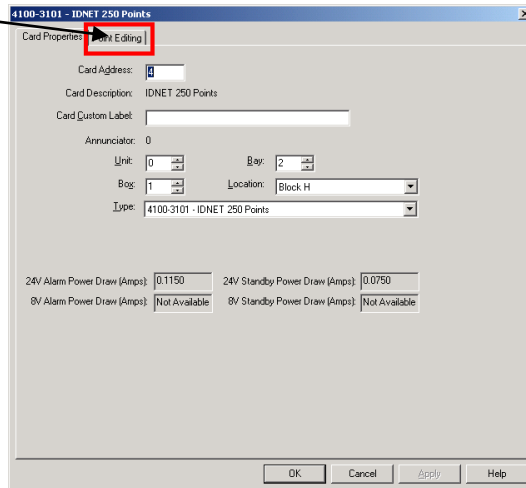 4100-3101 - IDNET 250 Points
Card Properties Point Editing
Card Address: 4
Card Description: IDNET 250 Points
Card Custom Label:
Annunciator: 0
Unit: 0 Bay: 2
Box: 1 Location: Block H
Type: 4100-3101 - IDNET 250 Points
24V Alarm Power Draw (Amps): 0.1150 24V Standby Power Draw (Amps): 0.0750
8V Alarm Power Draw (Amps): Not Available 8V Standby Power Draw (Amps): Not Available
OK Cancel Apply Help